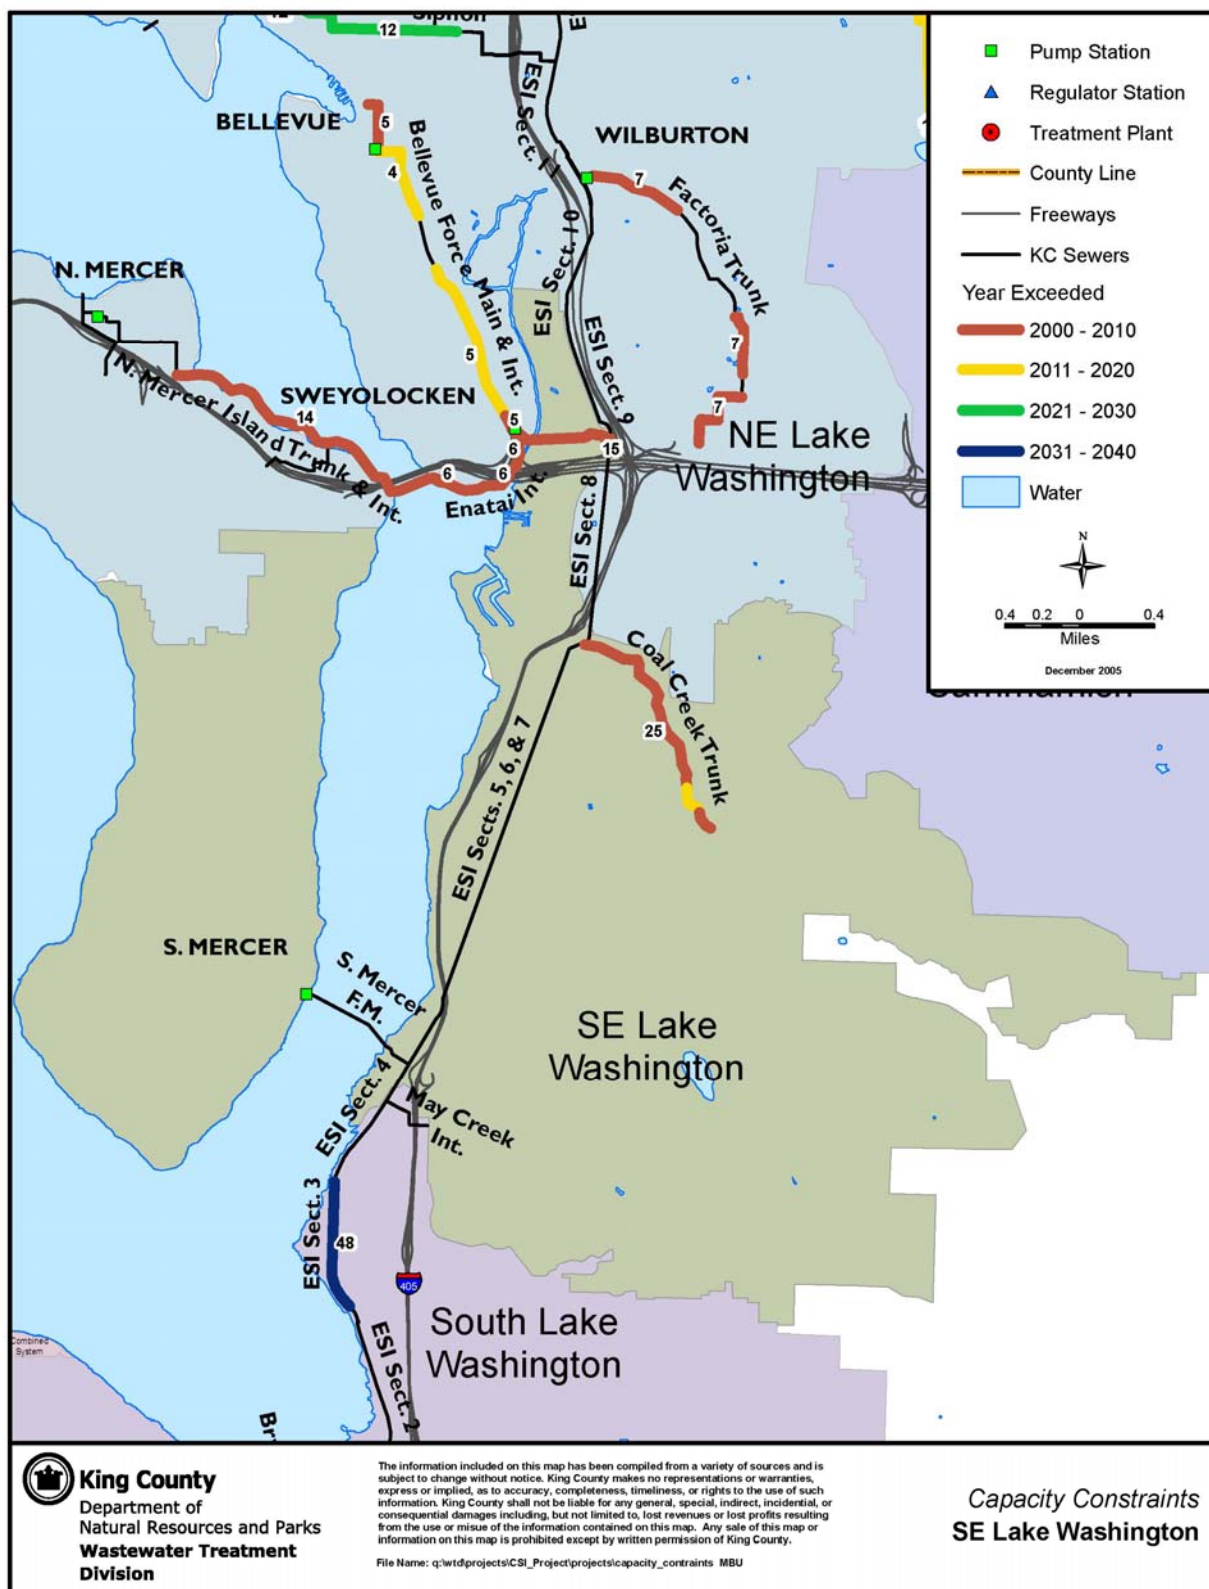 12
Siphon
12
E
Pump Station
Regulator Station
Treatment Plant
County Line
Freeways
KC Sewers
Year Exceeded
2000 - 2010
2011 - 2020
2021 - 2030
2031 - 2040
Water
N
0.4 0.2 0 0.4
Miles
December 2005
BELLEVUE
5
4
Bellevue Force Main & Int.
ESI Sect. 11
WILBURTON
7
Factoria Trunk
ESI Sect. 10
N. MERCER
N. Mercer Island Trunk & Int.
5
ESI Sect. 9
7
7
SWEYOLOCKEN
14
5
6
6
6
15
Enatai Int.
NE Lake
Washington
ESI Sect. 8
Coal Creek Trunk
25
ESI Sects. 5, 6, & 7
S. MERCER
S. Mercer
F.M.
SE Lake
Washington
ESI Sect. 4
May Creek
Int.
ESI Sect. 3
48
405
South Lake
Washington
ESI Sect. 2
Combined
System
Br
King County
Department of
Natural Resources and Parks
Wastewater Treatment
Division
The information included on this map has been compiled from a variety of sources and is
subject to change without notice. King County makes no representations or warranties,
express or implied, as to accuracy, completeness, timeliness, or rights to the use of such
information. King County shall not be liable for any general, special, indirect, incidental, or
consequential damages including, but not limited to, lost revenues or lost profits resulting
from the use or misue of the information contained on this map. Any sale of this map or
information on this map is prohibited except by written permission of King County.
File Name: q:\wtd\projects\CSI_Project\projects\capacity_contraints MBU
Capacity Constraints
SE Lake Washington